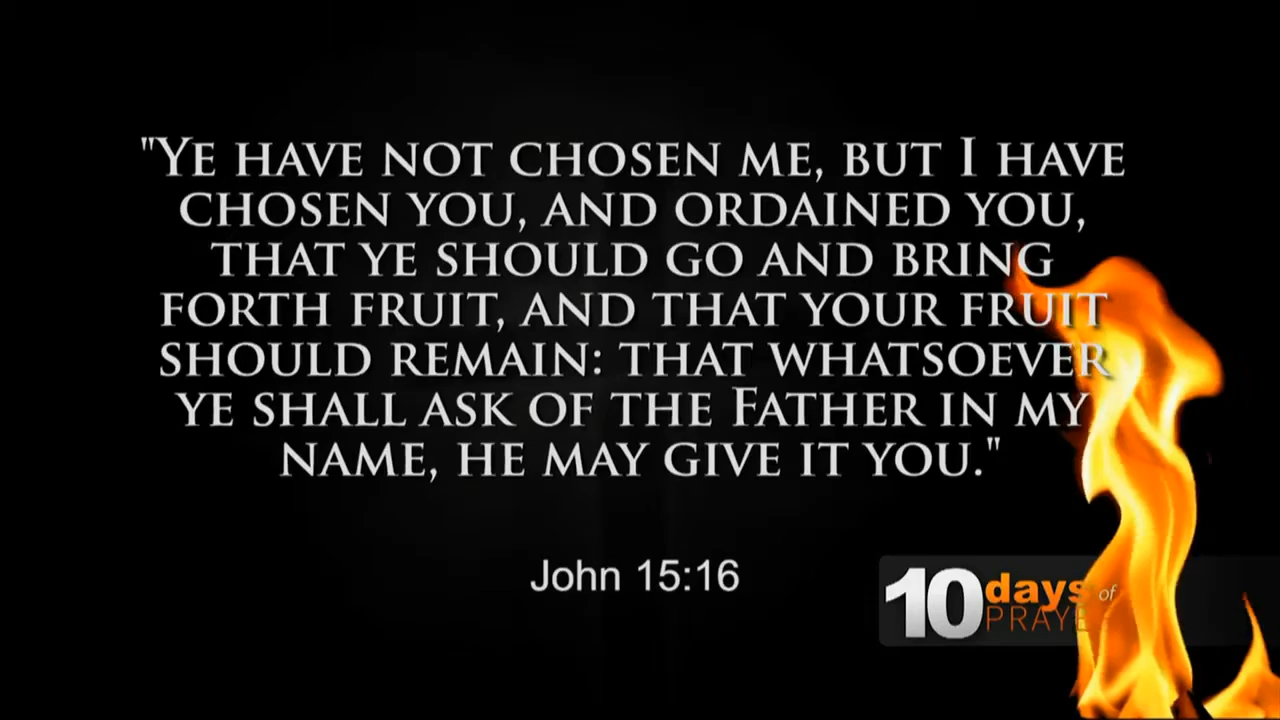 "Ye have not chosen me, but I have
chosen you, and ordained you,
that ye should go and bring
forth fruit, and that your fruit
should remain: that whatsoever
ye shall ask of the Father in my
name, he may give it you."
John 15:16
10 days of
PRAYER